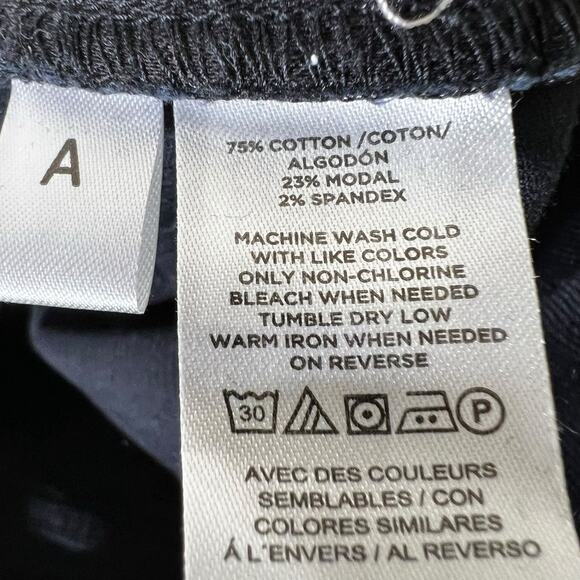 A
75% COTTON /COTON/
ALGODÓN
23% MODAL
2% SPANDEX
MACHINE WASH COLD
WITH LIKE COLORS
ONLY NON-CHLORINE
BLEACH WHEN NEEDED
TUMBLE DRY LOW
WARM IRON WHEN NEEDED
ON REVERSE
30 P
AVEC DES COULEURS
SEMBLABLES / CON
COLORES SIMILARES
Á L'ENVERS / AL REVERSO